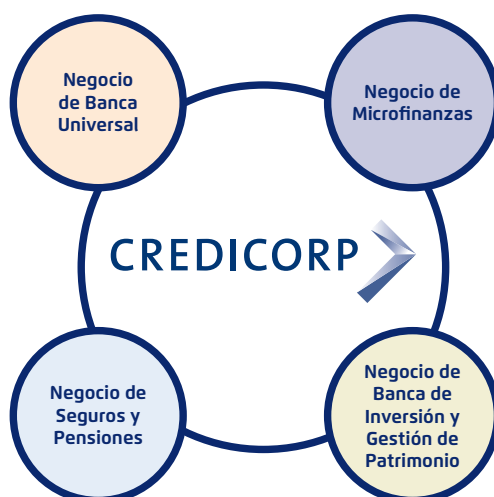 Negocio
de Banca
Universal
Negocio de
Microfinanzas
CREDICORP
Negocio de
Seguros y
Pensiones
Negocio de
Banca de
Inversión y
Gestión de
Patrimonio